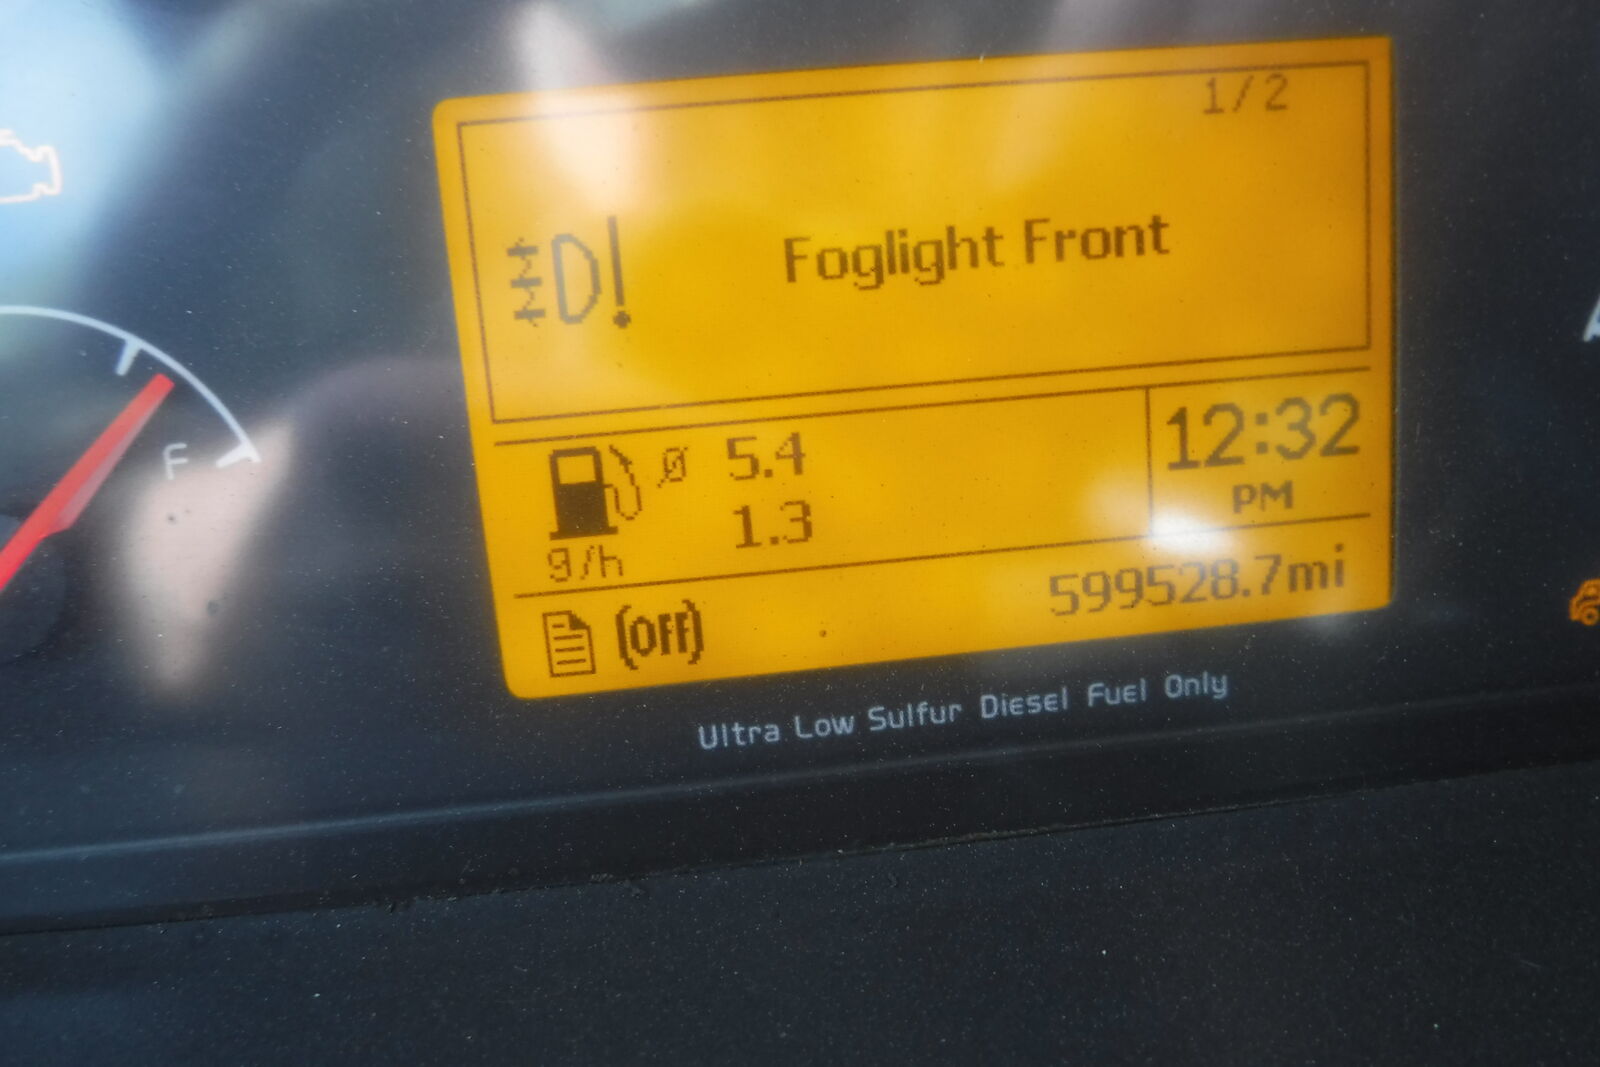 1/2
Foglight Front
F
Ø 5.4
1.3
g/h
12:32
PM
(OFF)
599528.7mi
Ultra Low Sulfur Diesel Fuel Only